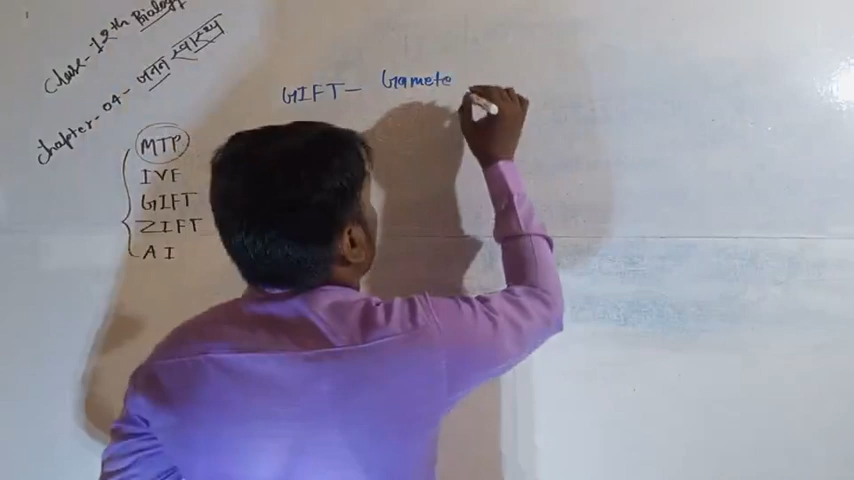 Class-12th Biology
Chapter-04- जनन स्वास्थ्य
GIFT- Gamete
MTP
IVF
GIFT
ZIFT
AI